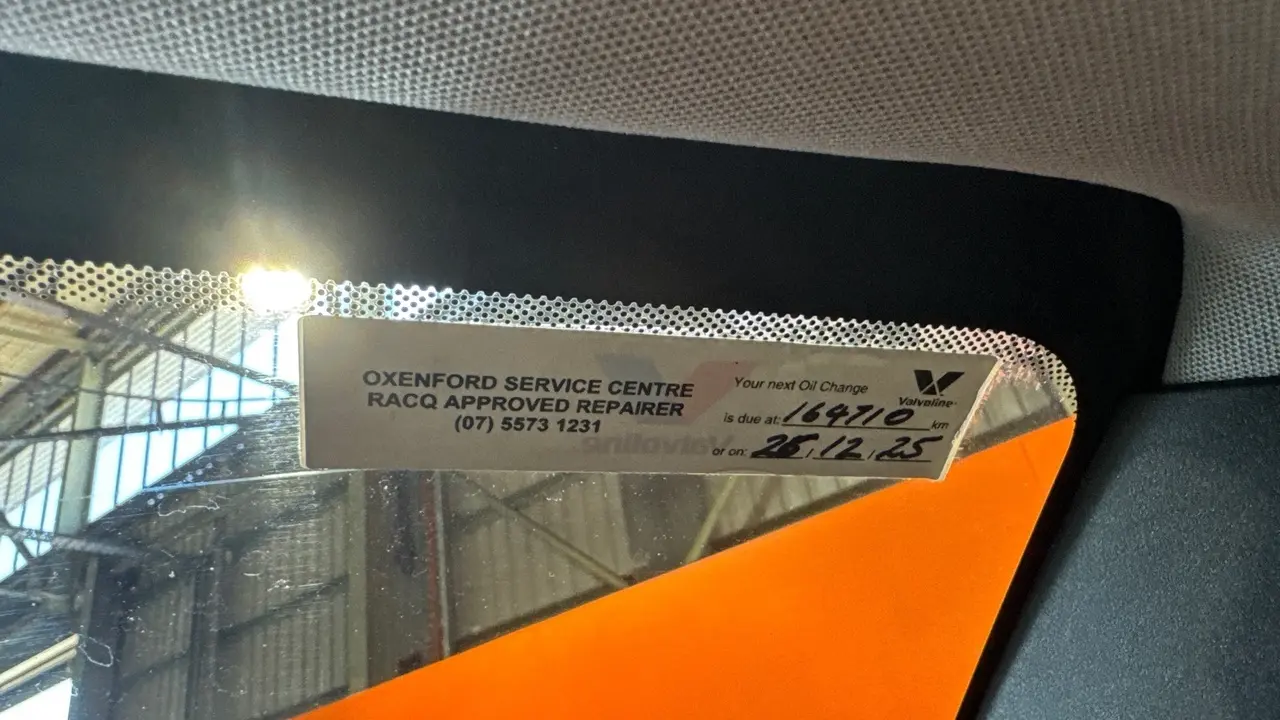 OXENFORD SERVICE CENTRE
RACQ APPROVED REPAIRER
(07) 5573 1231
Your next Oil Change
is due at: 164710 km
or on: 26,12,25
Valvoline